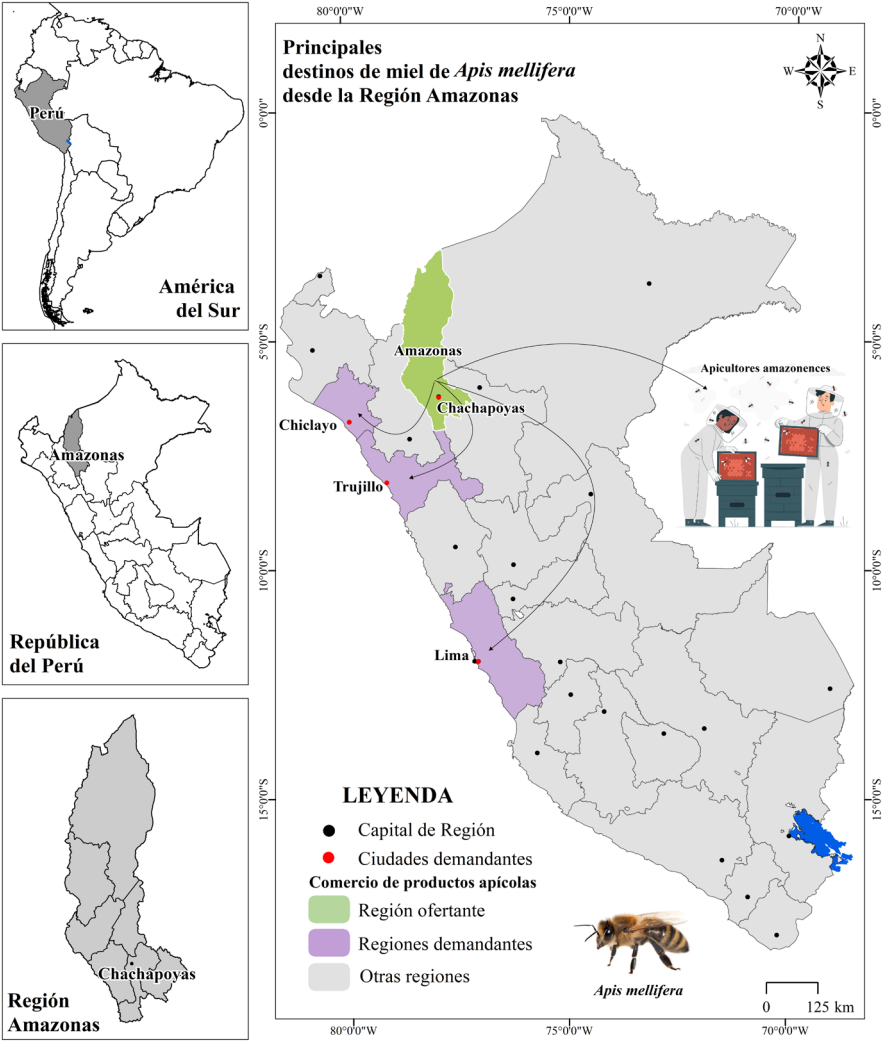 Perú
América
del Sur
Amazonas
República
del Perú
Chachapoyas
Región
Amazonas
80°0'0"W
75°0'0"W
70°0'0"W
Principales
destinos de miel de Apis mellifera
desde la Región Amazonas
N
W
E
S
0°0'0"
0°0'0"
5°0'0"S
5°0'0"S
10°0'0"S
10°0'0"S
15°0'0"S
15°0'0"S
Amazonas
Chachapoyas
Chiclayo
Trujillo
Lima
Apicultores amazonences
LEYENDA
Capital de Región
Ciudades demandantes
Comercio de productos apícolas
Región ofertante
Regiones demandantes
Otras regiones
Apis mellifera
0 125 km
80°0'0"W
75°0'0"W
70°0'0"W